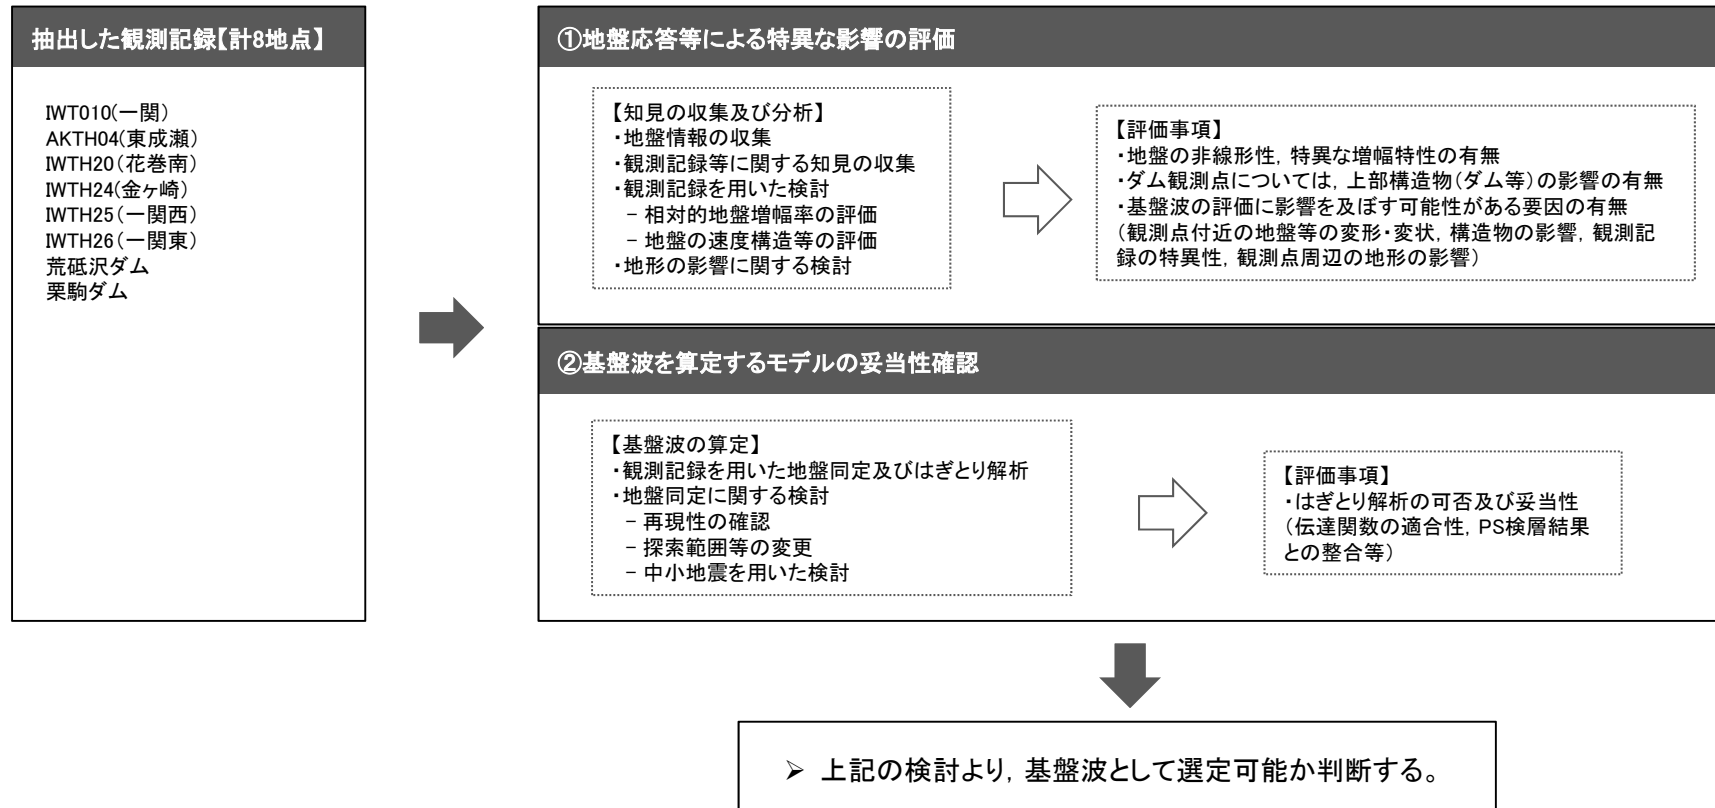 抽出した観測記録【計8地点】
IWT010(一関)
AKTH04(東成瀬)
IWTH20(花巻南)
IWTH24(金ヶ崎)
IWTH25(一関西)
IWTH26(一関東)
荒砥沢ダム
栗駒ダム
①地盤応答等による特異な影響の評価
【知見の収集及び分析】
・地盤情報の収集
・観測記録等に関する知見の収集
・観測記録を用いた検討
－相対的地盤増幅率の評価
－地盤の速度構造等の評価
・地形の影響に関する検討
【評価事項】
・地盤の非線形性，特異な増幅特性の有無
・ダム観測点については，上部構造物(ダム等)の影響の有無
・基盤波の評価に影響を及ぼす可能性がある要因の有無
(観測点付近の地盤等の変形・変状，構造物の影響，観測記
録の特異性，観測点周辺の地形の影響)
②基盤波を算定するモデルの妥当性確認
【基盤波の算定】
・観測記録を用いた地盤同定及びはぎとり解析
・地盤同定に関する検討
－再現性の確認
－探索範囲等の変更
－中小地震を用いた検討
【評価事項】
・はぎとり解析の可否及び妥当性
(伝達関数の適合性，PS検層結果
との整合等)
➢ 上記の検討より，基盤波として選定可能か判断する。